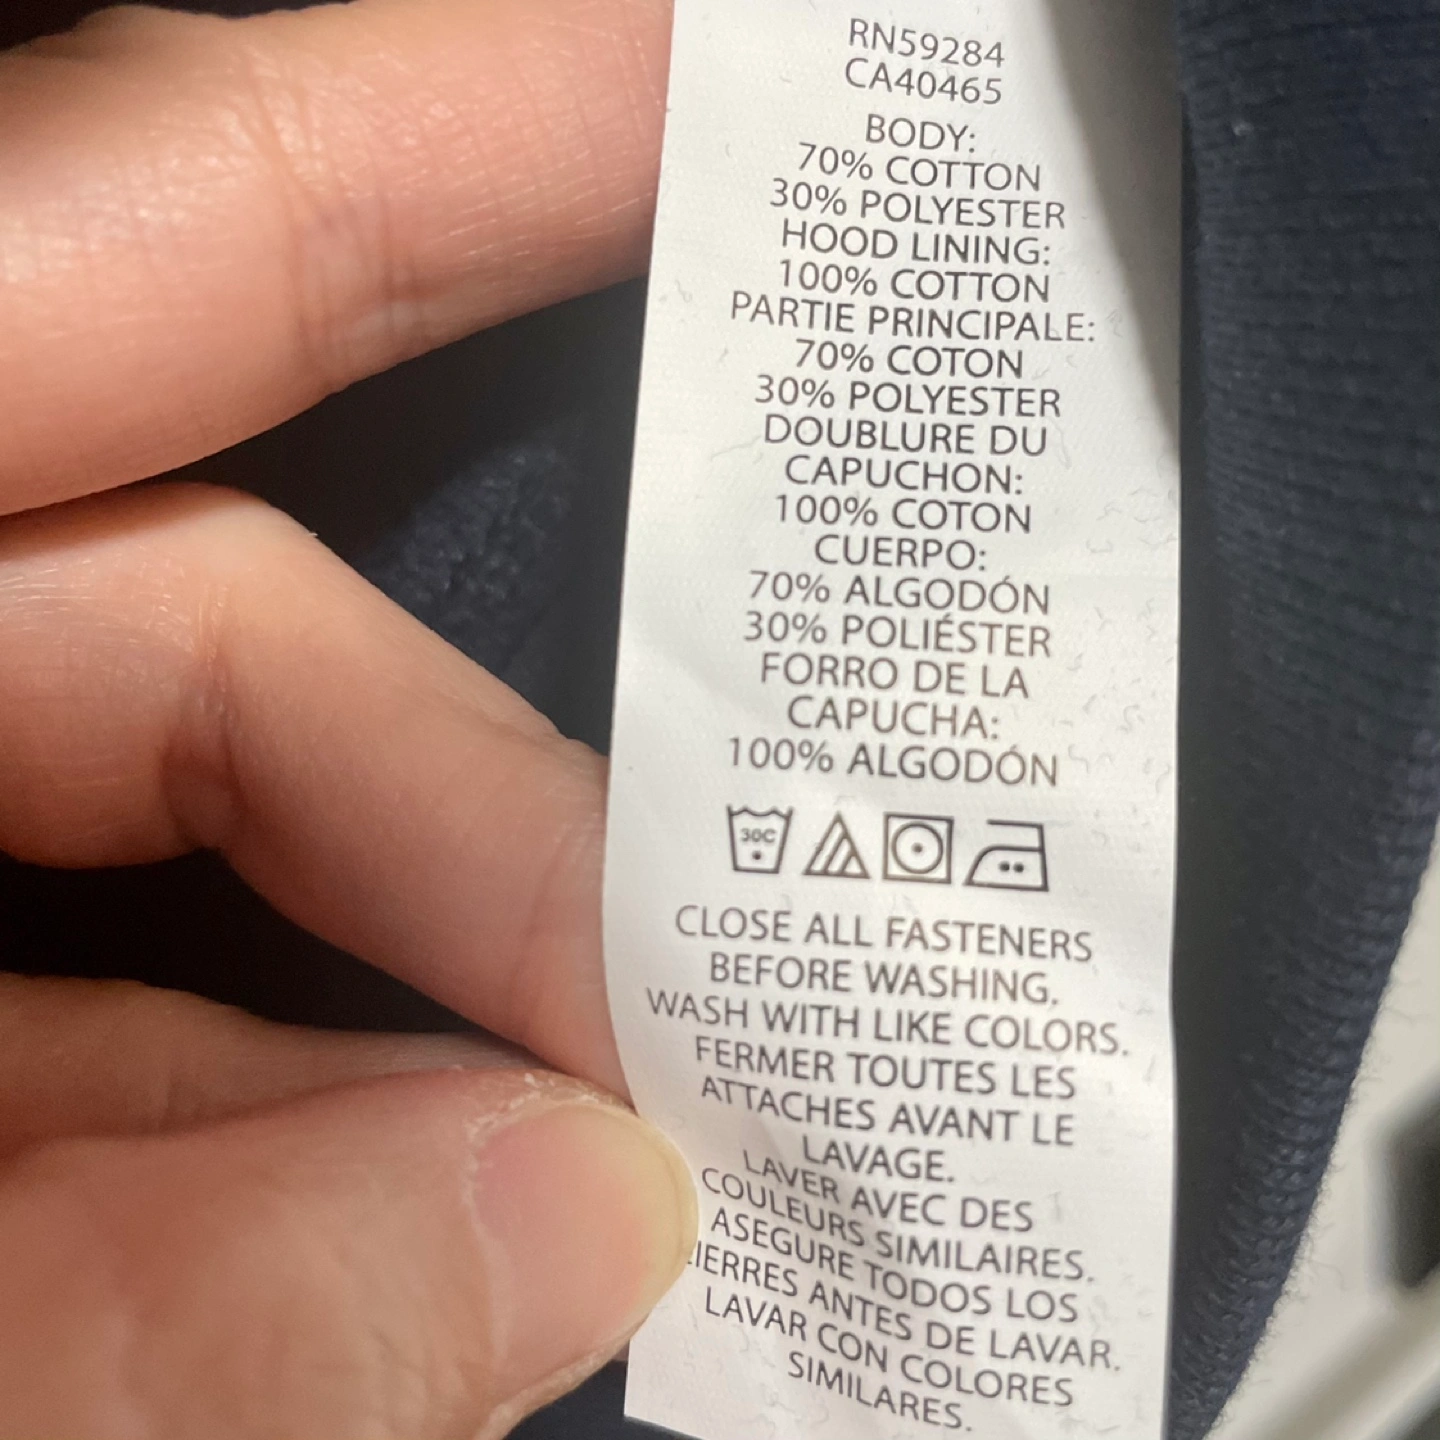 RN59284
CA40465
BODY:
70% COTTON
30% POLYESTER
HOOD LINING:
100% COTTON
PARTIE PRINCIPALE:
70% COTON
30% POLYESTER
DOUBLURE DU
CAPUCHON:
100% COTON
CUERPO:
70% ALGODÓN
30% POLIÉSTER
FORRO DE LA
CAPUCHA:
100% ALGODÓN
30C
CLOSE ALL FASTENERS
BEFORE WASHING.
WASH WITH LIKE COLORS.
FERMER TOUTES LES
ATTACHES AVANT LE
LAVAGE.
LAVER AVEC DES
COULEURS SIMILAIRES.
ASEGURE TODOS LOS
ANTES DE LAVAR.
LAVAR CON COLORES
SIMILARES.